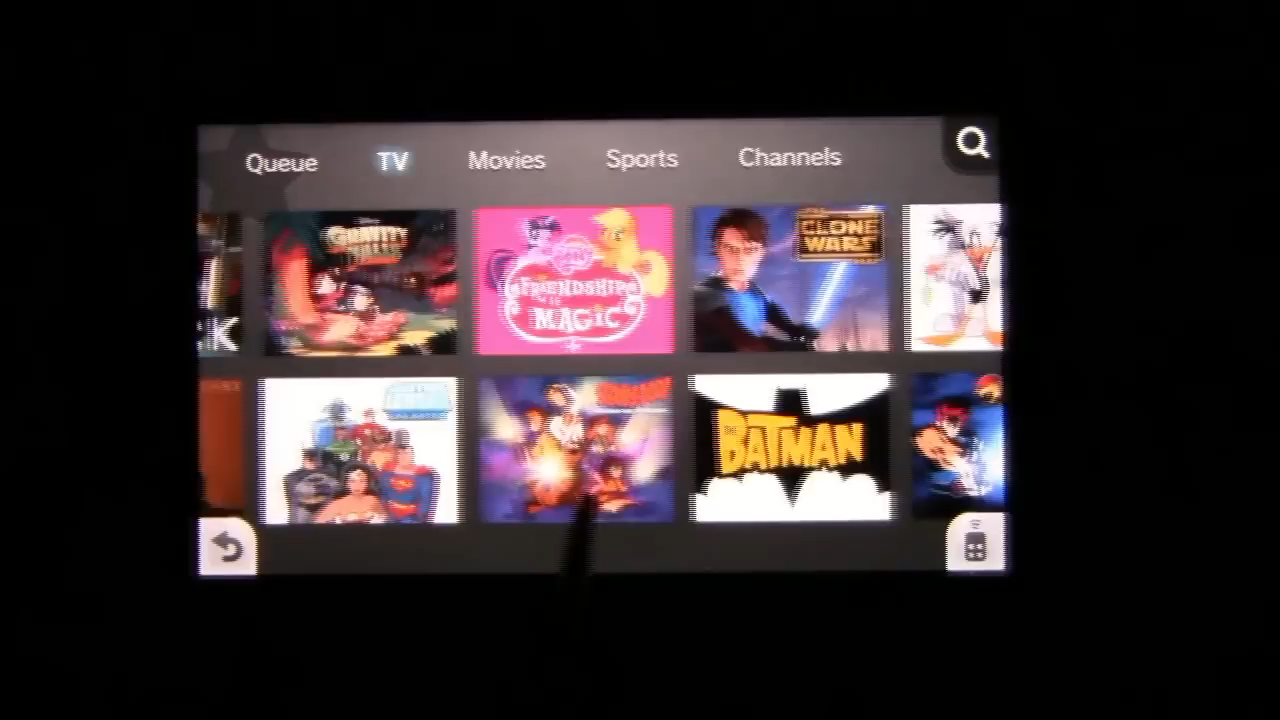 Queue TV Movies Sports Channels
GRAVITY FALLS
FRIENDSHIP
IS
MAGIC
CLONE
WARS
K
THE
BATMAN